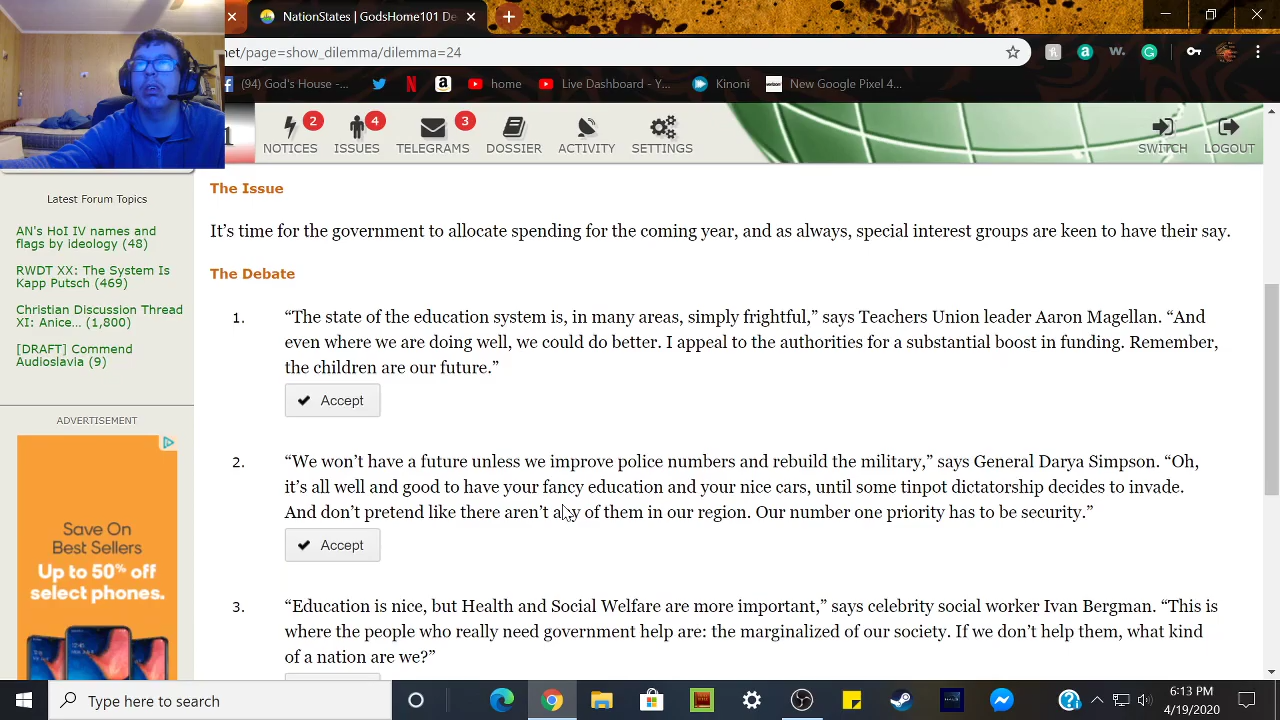 NationStates | GodsHome101 De
net/page=show_dilemma/dilemma=24
(94) God's House -...
home
Live Dashboard - Y...
Kinoni
New Google Pixel 4...
1
2
4
3
NOTICES
ISSUES
TELEGRAMS
DOSSIER
ACTIVITY
SETTINGS
SWITCH
LOGOUT
Latest Forum Topics
AN's HoI IV names and
flags by ideology (48)
RWDT XX: The System Is
Kapp Putsch (469)
Christian Discussion Thread
XI: Anice... (1,800)
[DRAFT] Commend
Audioslavia (9)
ADVERTISEMENT
Save On
Best Sellers
Up to 50% off
select phones.
The Issue
It's time for the government to allocate spending for the coming year, and as always, special interest groups are keen to have their say.
The Debate
1.
“The state of the education system is, in many areas, simply frightful,” says Teachers Union leader Aaron Magellan. “And
even where we are doing well, we could do better. I appeal to the authorities for a substantial boost in funding. Remember,
the children are our future.”
Accept
2.
“We won't have a future unless we improve police numbers and rebuild the military,” says General Darya Simpson. “Oh,
it's all well and good to have your fancy education and your nice cars, until some tinpot dictatorship decides to invade.
And don't pretend like there aren't any of them in our region. Our number one priority has to be security.”
Accept
3.
“Education is nice, but Health and Social Welfare are more important,” says celebrity social worker Ivan Bergman. “This is
where the people who really need government help are: the marginalized of our society. If we don't help them, what kind
of a nation are we?”
Type here to search
6:13 PM
4/19/2020